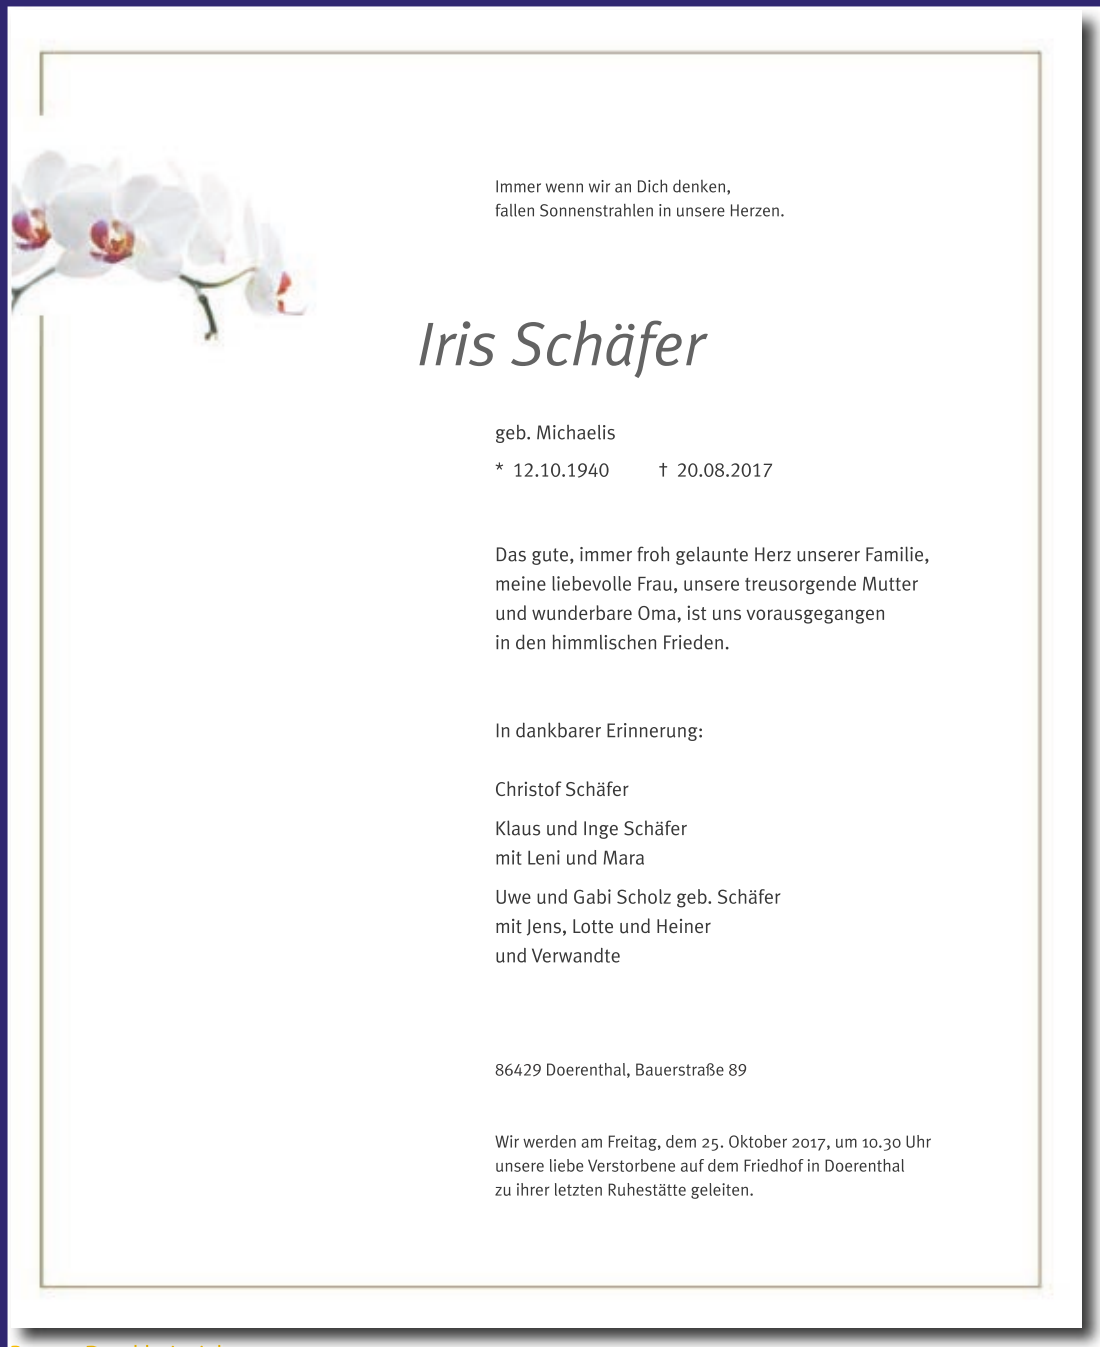 Immer wenn wir an Dich denken,
fallen Sonnenstrahlen in unsere Herzen.
Iris Schäfer
geb. Michaelis
* 12.10.1940 † 20.08.2017
Das gute, immer froh gelaunte Herz unserer Familie,
meine liebevolle Frau, unsere treusorgende Mutter
und wunderbare Oma, ist uns vorausgegangen
in den himmlischen Frieden.
In dankbarer Erinnerung:
Christof Schäfer
Klaus und Inge Schäfer
mit Leni und Mara
Uwe und Gabi Scholz geb. Schäfer
mit Jens, Lotte und Heiner
und Verwandte
86429 Doerenthal, Bauerstraße 89
Wir werden am Freitag, dem 25. Oktober 2017, um 10.30 Uhr
unsere liebe Verstorbene auf dem Friedhof in Doerenthal
zu ihrer letzten Ruhestätte geleiten.